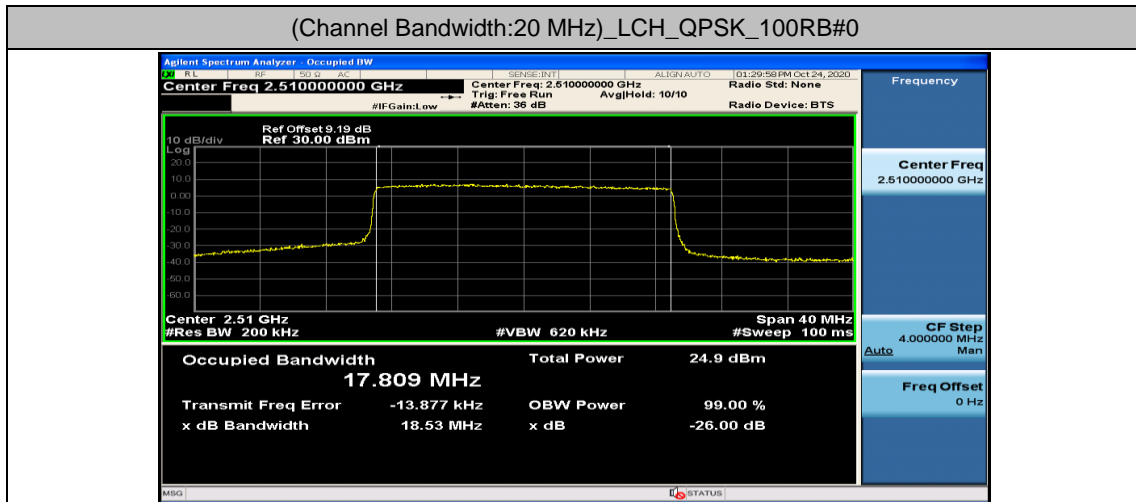 (Channel Bandwidth:20 MHz)_LCH_QPSK_100RB#0
Agilent Spectrum Analyzer - Occupied BW
LXI RL RF 50 Ω AC SENSE:INT ALIGN AUTO 01:29:58 PM Oct 24, 2020
Center Freq 2.510000000 GHz
Center Freq: 2.510000000 GHz
Radio Std: None
Trig: Free Run Avg|Hold: 10/10
#IFGain:Low #Atten: 36 dB Radio Device: BTS
Ref Offset 9.19 dB
10 dB/div Ref 30.00 dBm
Log
20.0
10.0
0.00
-10.0
-20.0
-30.0
-40.0
-50.0
-60.0
Center 2.51 GHz Span 40 MHz
#Res BW 200 kHz #VBW 620 kHz #Sweep 100 ms
Occupied Bandwidth Total Power 24.9 dBm
17.809 MHz
Transmit Freq Error -13.877 kHz OBW Power 99.00 %
x dB Bandwidth 18.53 MHz x dB -26.00 dB
MSG STATUS
Frequency
Center Freq
2.510000000 GHz
CF Step
4.000000 MHz
Auto Man
Freq Offset
0 Hz